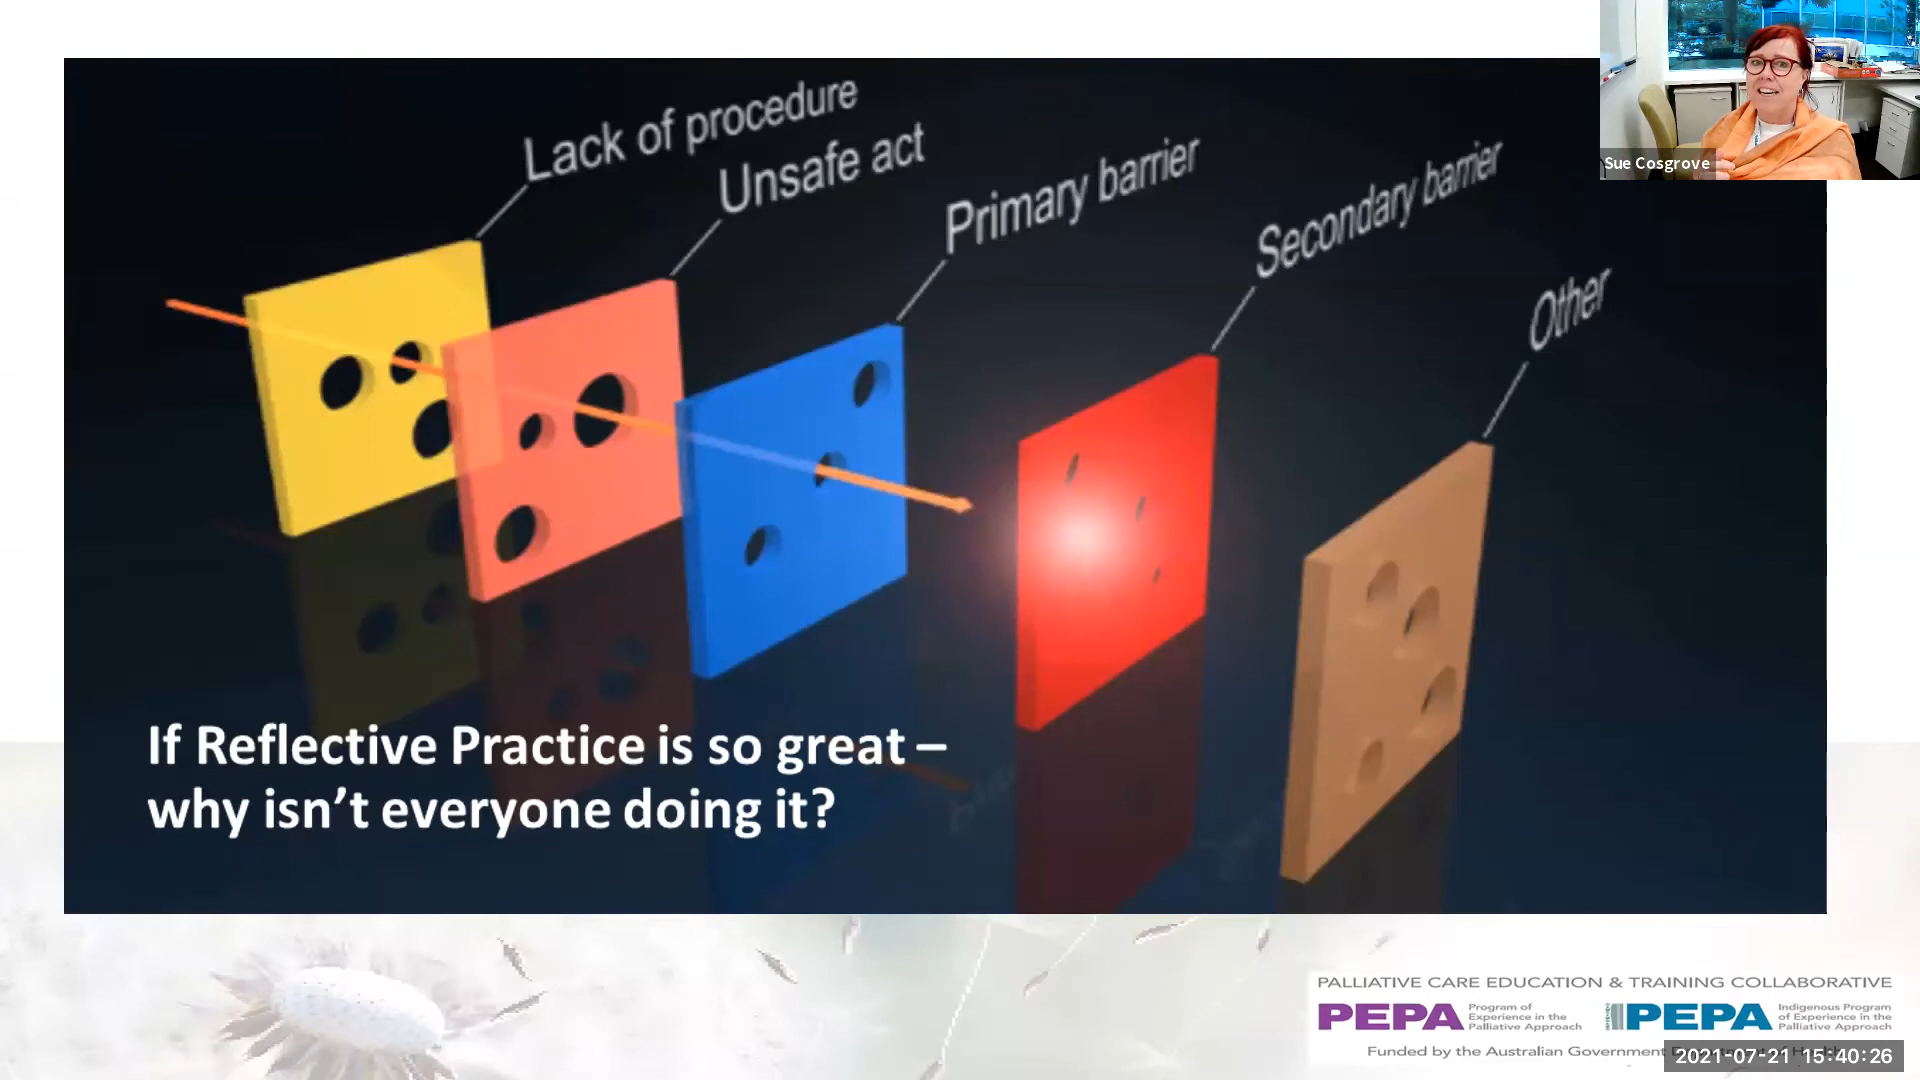 Lack of procedure
Unsafe act
Primary barrier
Secondary barrier
Other
Sue Cosgrove
If Reflective Practice is so great –
why isn't everyone doing it?
PALLIATIVE CARE EDUCATION & TRAINING COLLABORATIVE
PEPA
Program of
Experience in the
Palliative Approach
IPEPA
Indigenous Program
of Experience in the
Palliative Approach
Funded by the Australian Government
2021-07-21 15:40:26